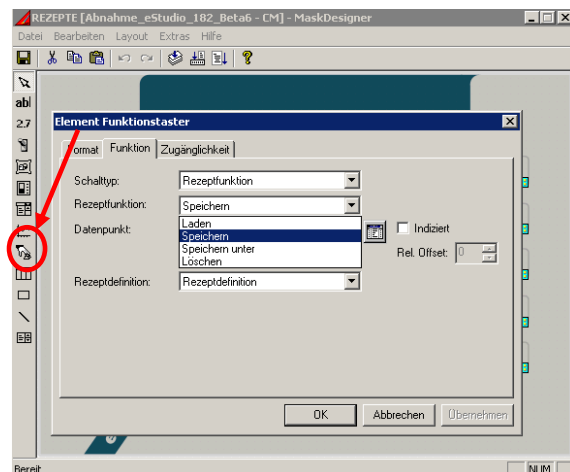 REZEPTE [Abnahme_eStudio_182_Beta6 - CM] - MaskDesigner
Datei Bearbeiten Layout Extras Hilfe
abl
2.7
Element Funktionstaster
Format Funktion Zugänglichkeit
Schalttyp: Rezeptfunktion
Rezeptfunktion: Speichern
Datenpunkt: Laden Indiziert
Speichern
Speichern unter Rel. Offset: 0
Löschen
Rezeptdefinition: Rezeptdefinition
OK Abbrechen Übernehmen
Bereit NUM